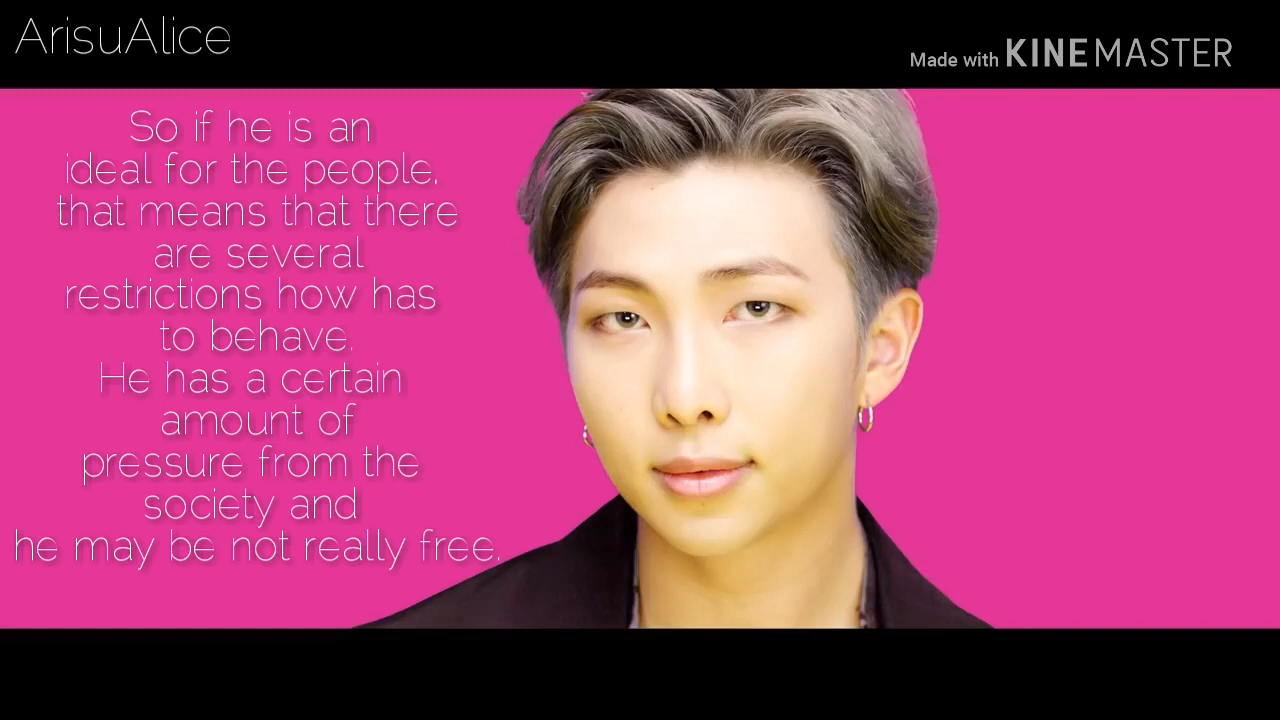 ArisuAlice
Made with KINEMASTER
So if he is an
ideal for the people,
that means that there
are several
restrictions how has
to behave.
He has a certain
amount of
pressure from the
society and
he may be not really free.